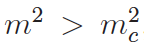 m² > m_c²